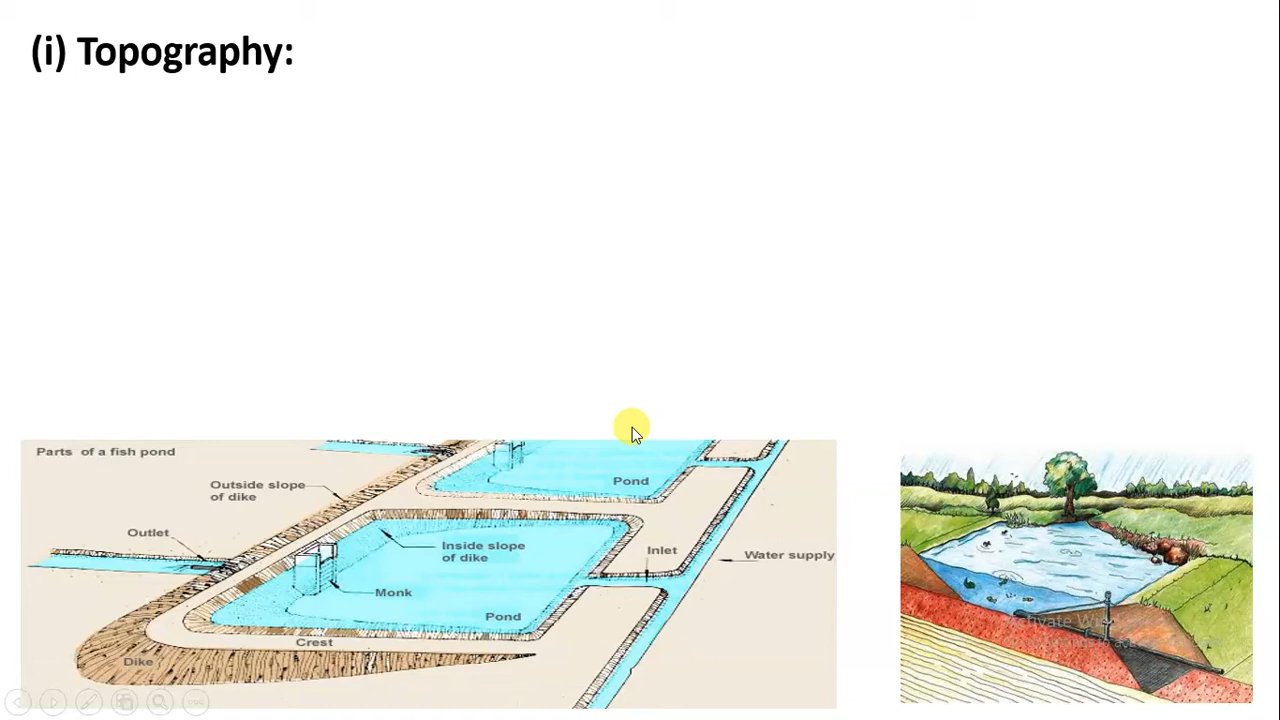 (i) Topography:
Parts of a fish pond
Outside slope
of dike
Pond
Outlet
Inside slope
of dike
Inlet
Water supply
Monk
Pond
Crest
Dike